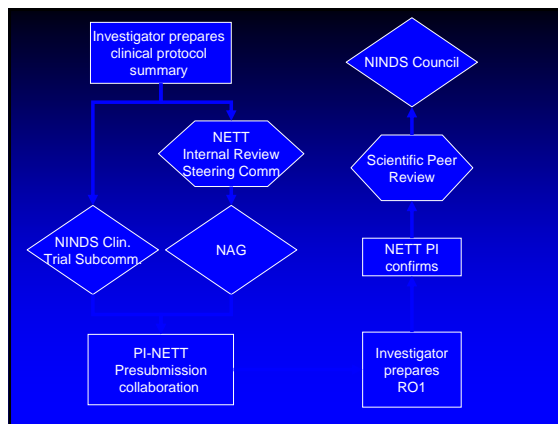 Investigator prepares
clinical protocol
summary
NETT
Internal Review
Steering Comm
NINDS Clin.
Trial Subcomm.
NAG
PI-NETT
Presubmission
collaboration
Investigator
prepares
RO1
NETT PI
confirms
Scientific Peer
Review
NINDS Council